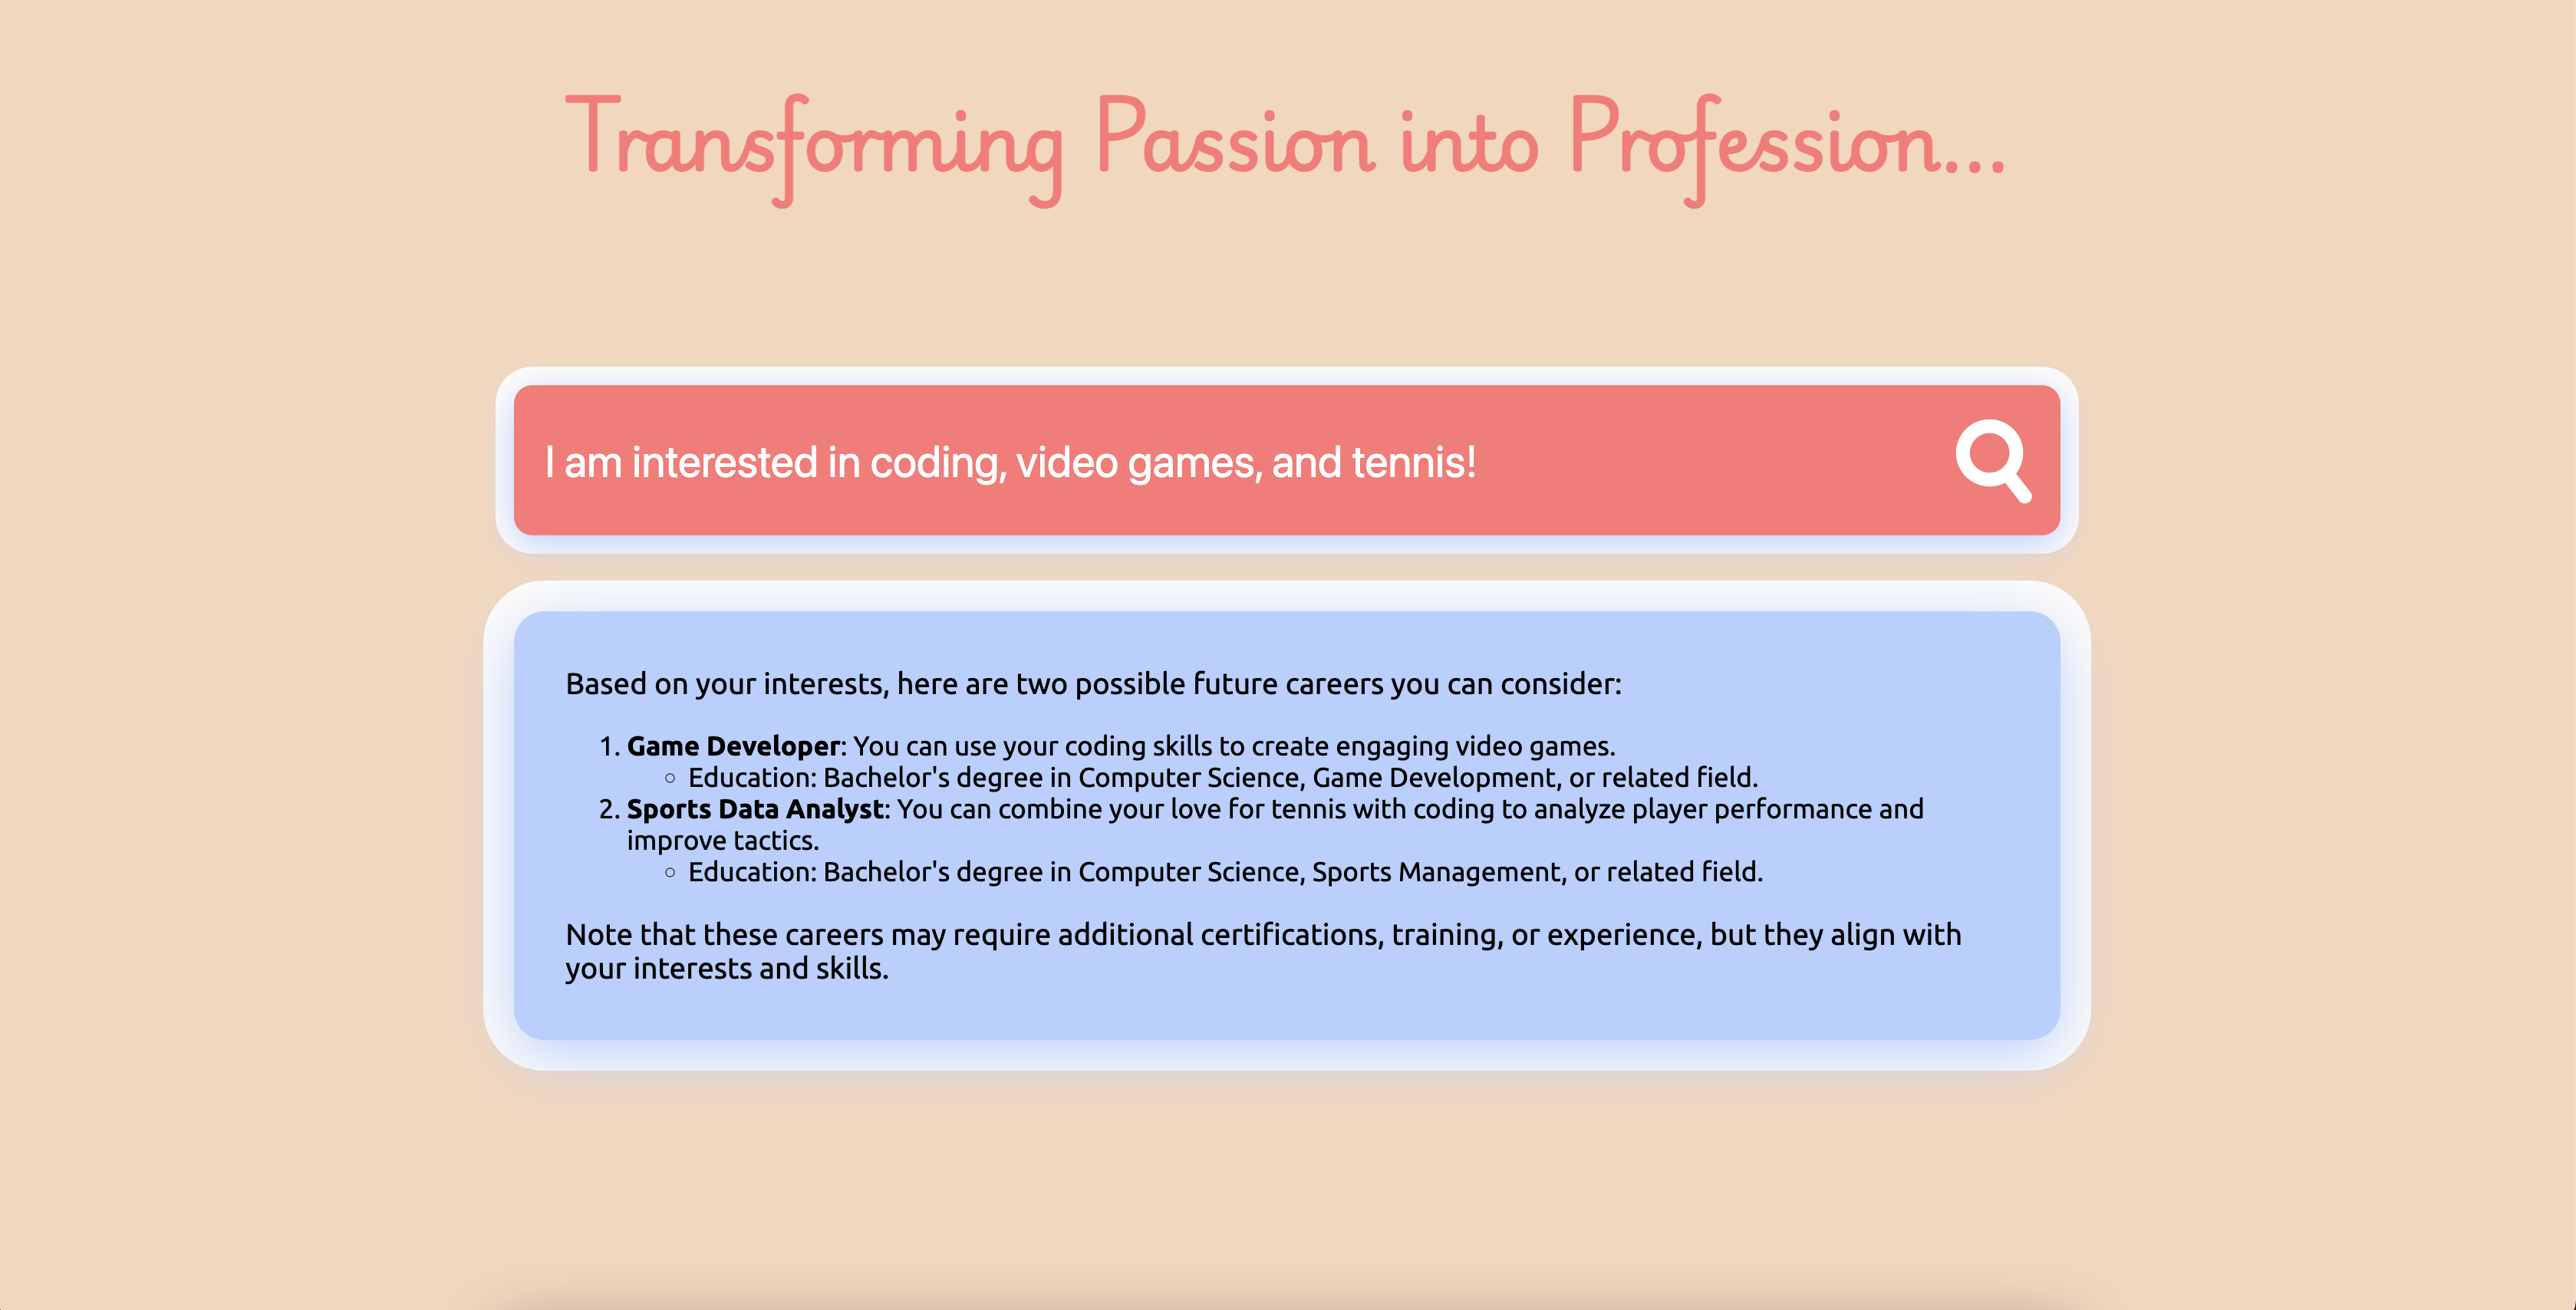 Transforming Passion into Profession...
I am interested in coding, video games, and tennis!
Based on your interests, here are two possible future careers you can consider:
1. Game Developer: You can use your coding skills to create engaging video games.
◦ Education: Bachelor's degree in Computer Science, Game Development, or related field.
2. Sports Data Analyst: You can combine your love for tennis with coding to analyze player performance and
improve tactics.
◦ Education: Bachelor's degree in Computer Science, Sports Management, or related field.
Note that these careers may require additional certifications, training, or experience, but they align with
your interests and skills.